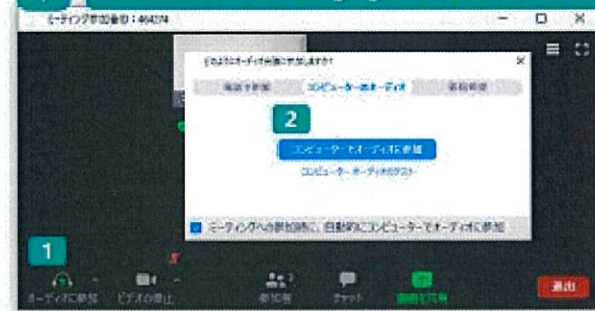 ミーティング参加者ID：464274
どのようにオーディオ会議に参加しますか?
電話で参加 コンピューターのオーディオ
2
コンピューターでオーディオに参加
コンピューター オーディオのテスト
ミーティングへの参加時に、自動的にコンピューターでオーディオに参加
1
オーディオに参加 ビデオの停止 参加者 2 チャット 画面を共有 退出